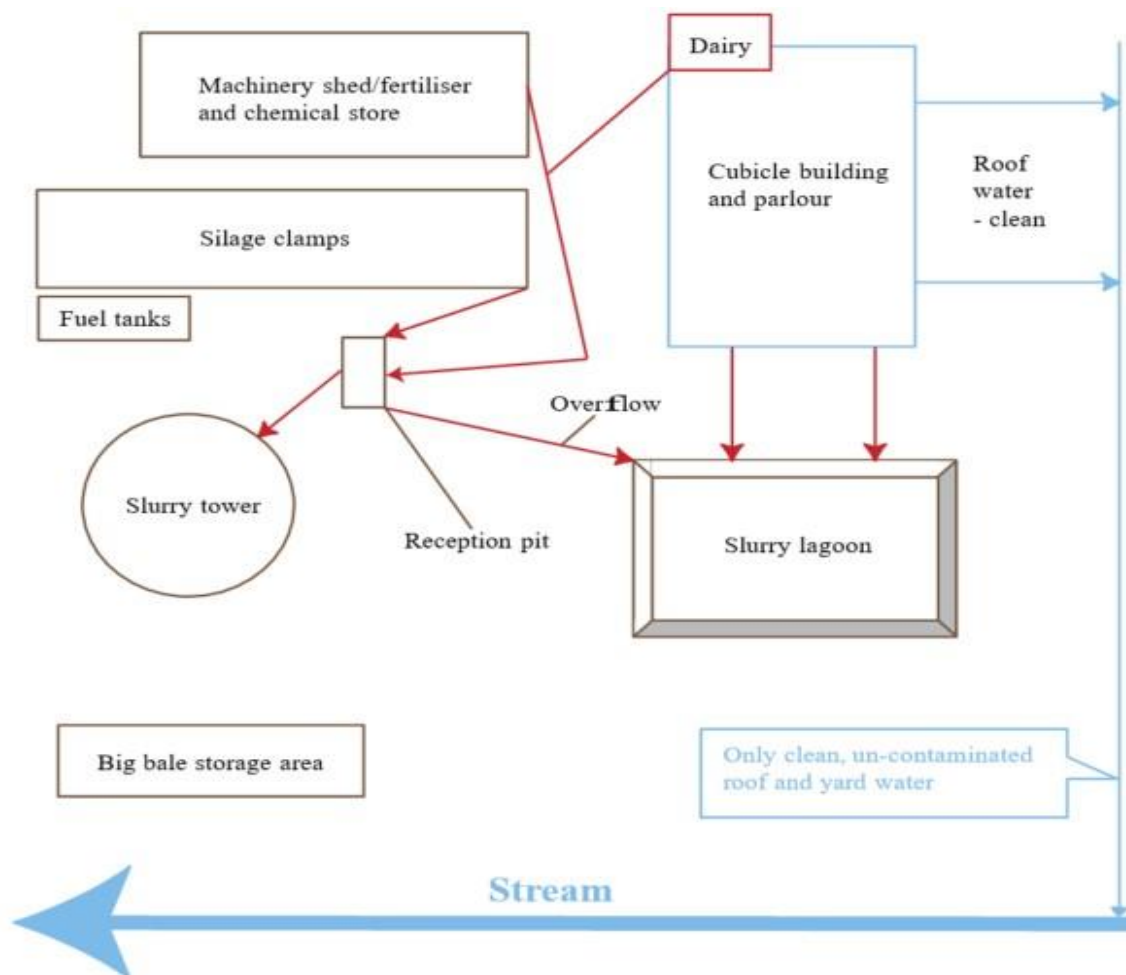 Dairy
Machinery shed/fertiliser
and chemical store
Cubicle building
and parlour
Roof
water
- clean
Silage clamps
Fuel tanks
Overflow
Slurry tower
Reception pit
Slurry lagoon
Big bale storage area
Only clean, un-contaminated
roof and yard water
Stream